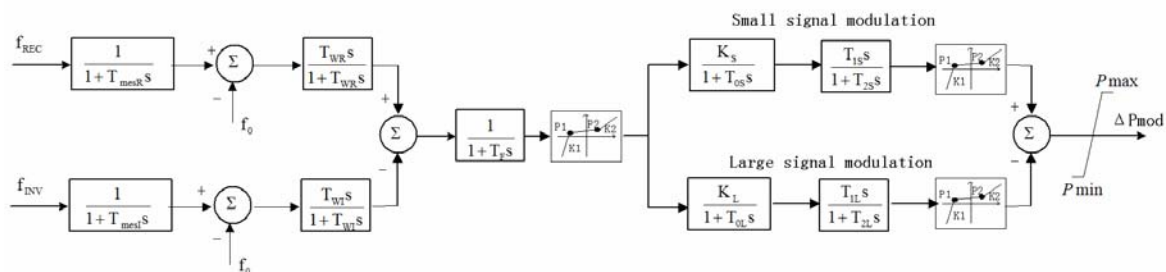 Small signal modulation
f_REC
1
1 + T_mesR s
+
Σ
−
f_0
T_WR s
1 + T_WR s
+
Σ
−
1
1 + T_F s
P1 P2 K2
K1
K_S
1 + T_0S s
T_1S s
1 + T_2S s
P1 P2 K2
K1
+
Σ
−
P max
Δ Pmod
P min
Large signal modulation
f_INV
1
1 + T_mesI s
+
Σ
−
f_0
T_WI s
1 + T_WI s
K_L
1 + T_0L s
T_1L s
1 + T_2L s
P1 P2 K2
K1